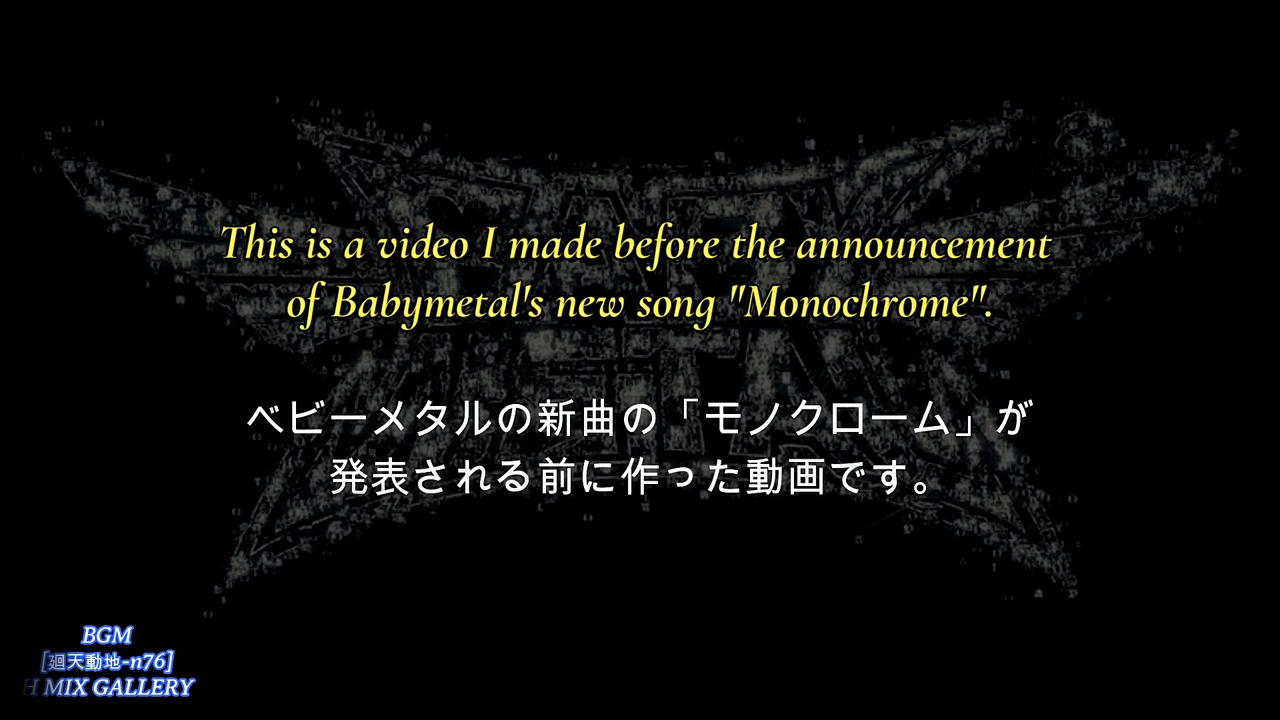 This is a video I made before the announcement
of Babymetal's new song "Monochrome".
ベビーメタルの新曲の「モノクローム」が
発表される前に作った動画です。
BGM
[廻天動地-n76]
H MIX GALLERY